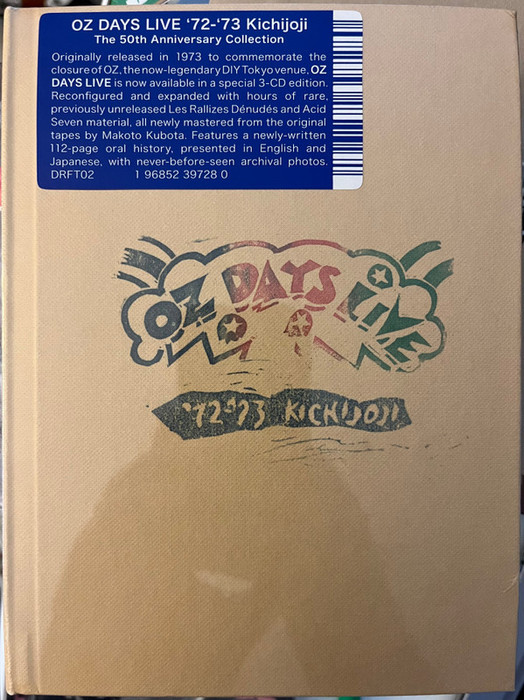 OZ DAYS LIVE ‘72-‘73 Kichijoji
The 50th Anniversary Collection
Originally released in 1973 to commemorate the
closure of OZ, the now-legendary DIY Tokyo venue, OZ
DAYS LIVE is now available in a special 3-CD edition.
Reconfigured and expanded with hours of rare,
previously unreleased Les Rallizes Dénudés and Acid
Seven material, all newly mastered from the original
tapes by Makoto Kubota. Features a newly-written
112-page oral history, presented in English and
Japanese, with never-before-seen archival photos.
DRFT02 1 96852 39728 0
OZ DAYS LIVE
'72-'73 KICHIJOJI